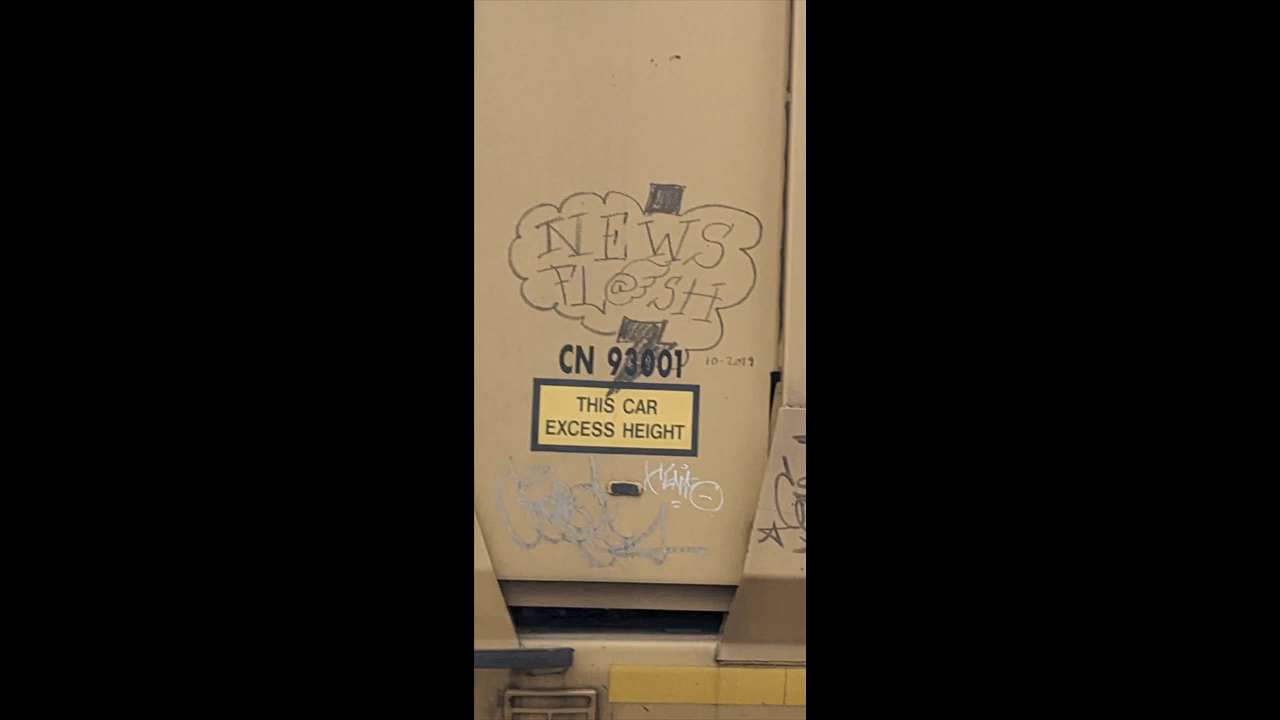 NEWS
FL@SH
CN 93001
10-2019
THIS CAR
EXCESS HEIGHT